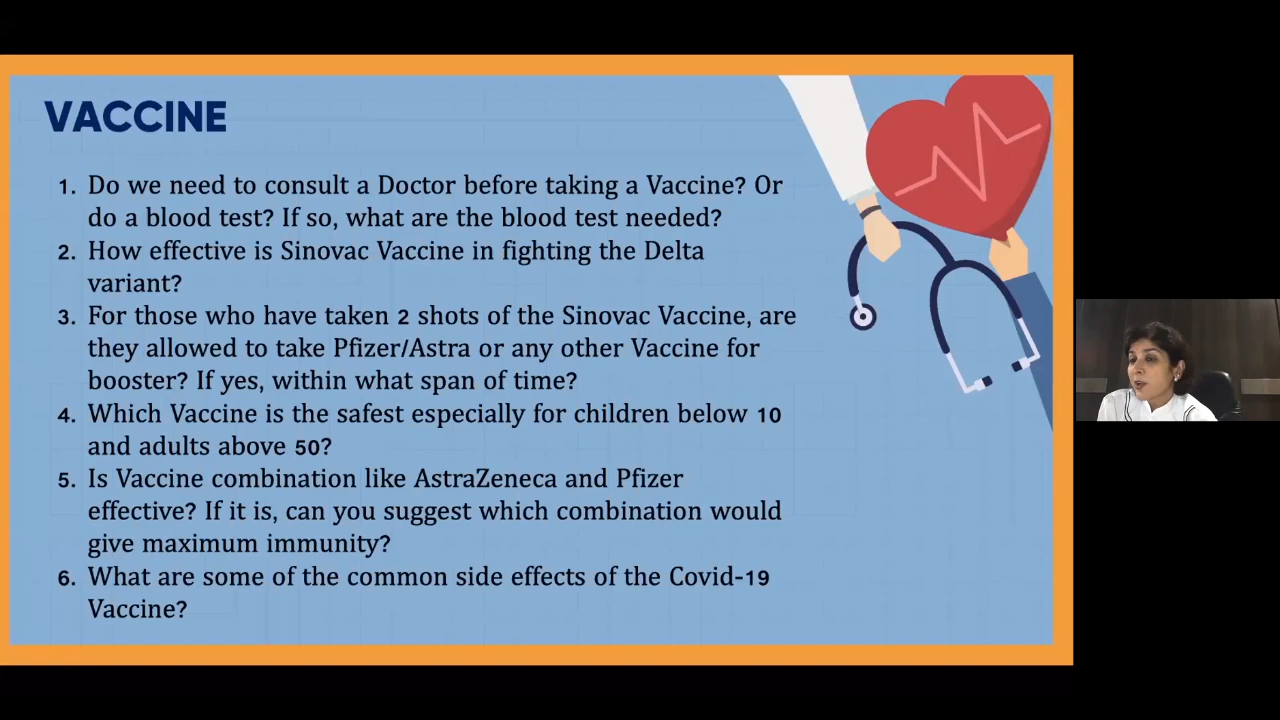 VACCINE
1. Do we need to consult a Doctor before taking a Vaccine? Or
do a blood test? If so, what are the blood test needed?
2. How effective is Sinovac Vaccine in fighting the Delta
variant?
3. For those who have taken 2 shots of the Sinovac Vaccine, are
they allowed to take Pfizer/Astra or any other Vaccine for
booster? If yes, within what span of time?
4. Which Vaccine is the safest especially for children below 10
and adults above 50?
5. Is Vaccine combination like AstraZeneca and Pfizer
effective? If it is, can you suggest which combination would
give maximum immunity?
6. What are some of the common side effects of the Covid-19
Vaccine?